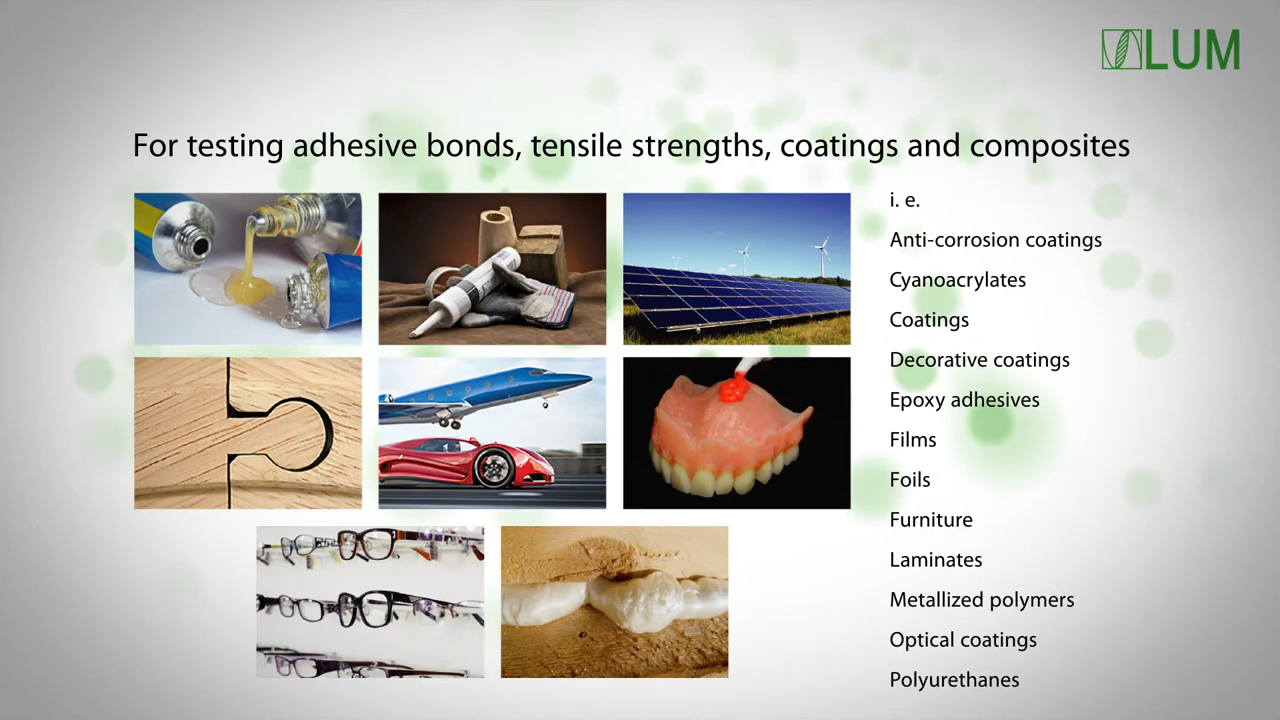 LUM
For testing adhesive bonds, tensile strengths, coatings and composites
i. e.
Anti-corrosion coatings
Cyanoacrylates
Coatings
Decorative coatings
Epoxy adhesives
Films
Foils
Furniture
Laminates
Metallized polymers
Optical coatings
Polyurethanes